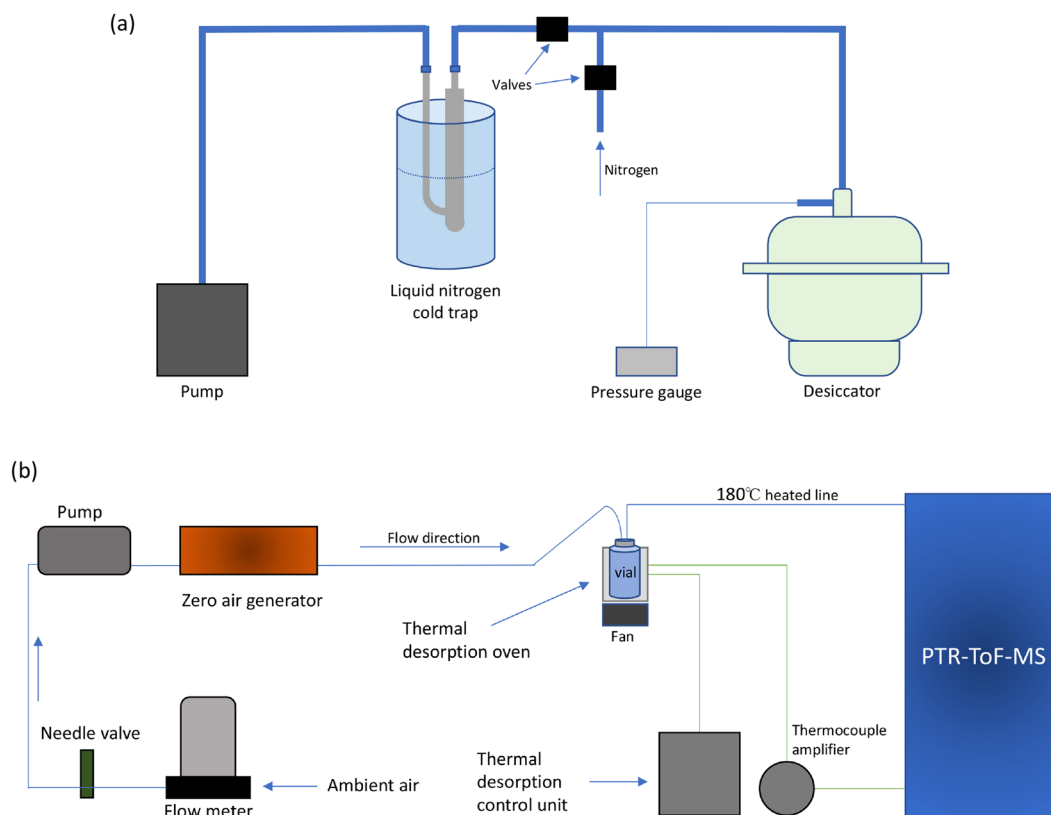 (a)
Valves
Nitrogen
Liquid nitrogen
cold trap
Pump
Pressure gauge
Desiccator
(b)
Pump
180℃ heated line
Flow direction
Zero air generator
vial
Fan
Thermal
desorption oven
PTR-ToF-MS
Needle valve
Ambient air
Flow meter
Thermal
desorption
control unit
Thermocouple
amplifier